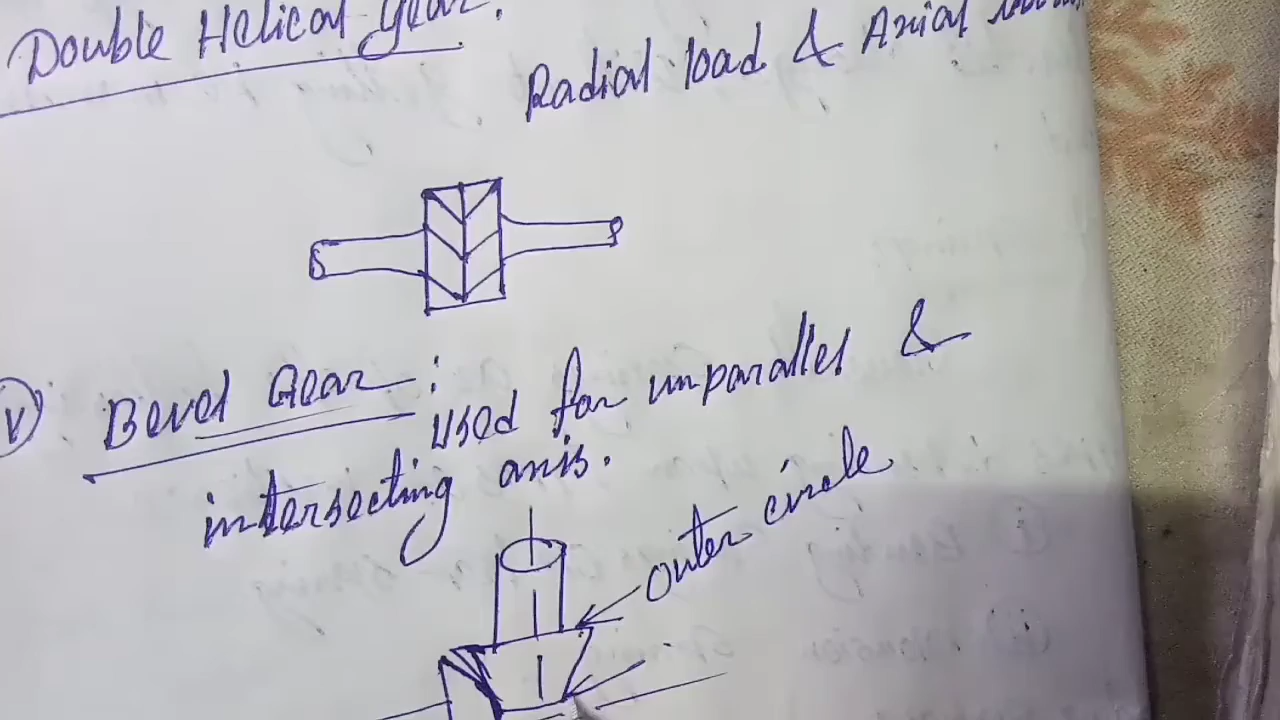 Double Helical gear.
Radial load & Axial
V) Bevel Gear : used for unparallel &
intersecting axis.
outer circle